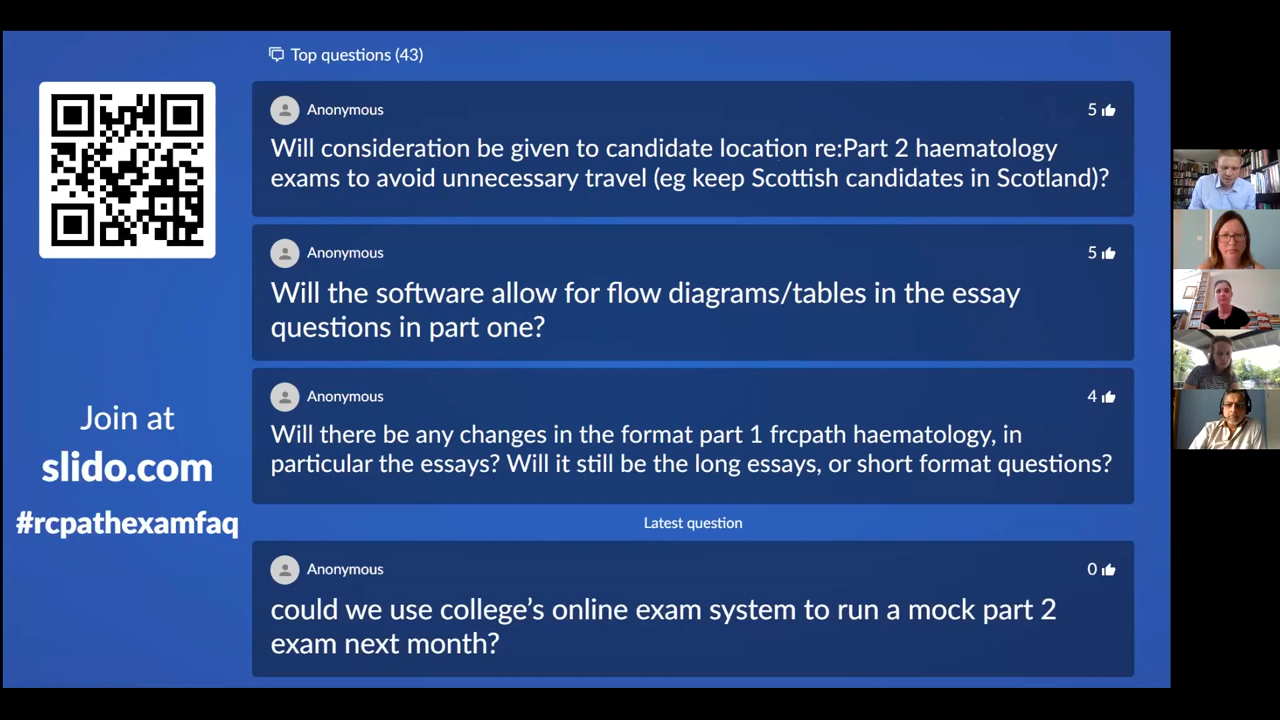 Top questions (43)
Anonymous
5
Will consideration be given to candidate location re:Part 2 haematology
exams to avoid unnecessary travel (eg keep Scottish candidates in Scotland)?
Anonymous
5
Will the software allow for flow diagrams/tables in the essay
questions in part one?
Anonymous
4
Will there be any changes in the format part 1 frcpath haematology, in
particular the essays? Will it still be the long essays, or short format questions?
Latest question
Anonymous
0
could we use college's online exam system to run a mock part 2
exam next month?
Join at
slido.com
#rcpathexamfaq